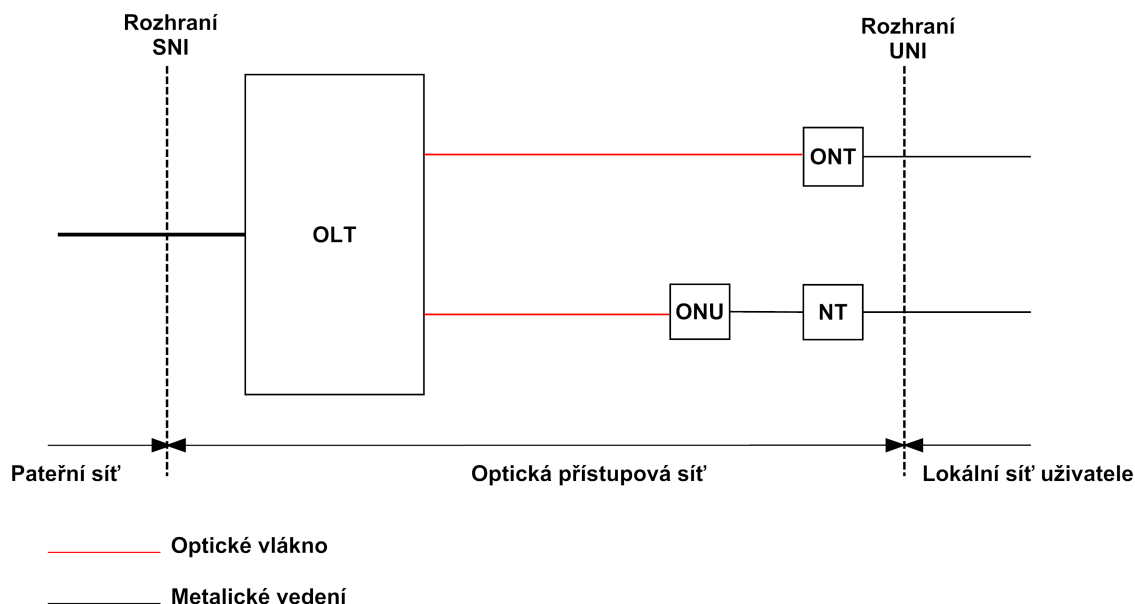 Rozhraní
SNI
Rozhraní
UNI
ONT
OLT
ONU
NT
Pateřní síť
Optická přístupová síť
Lokální síť uživatele
Optické vlákno
Metalické vedení